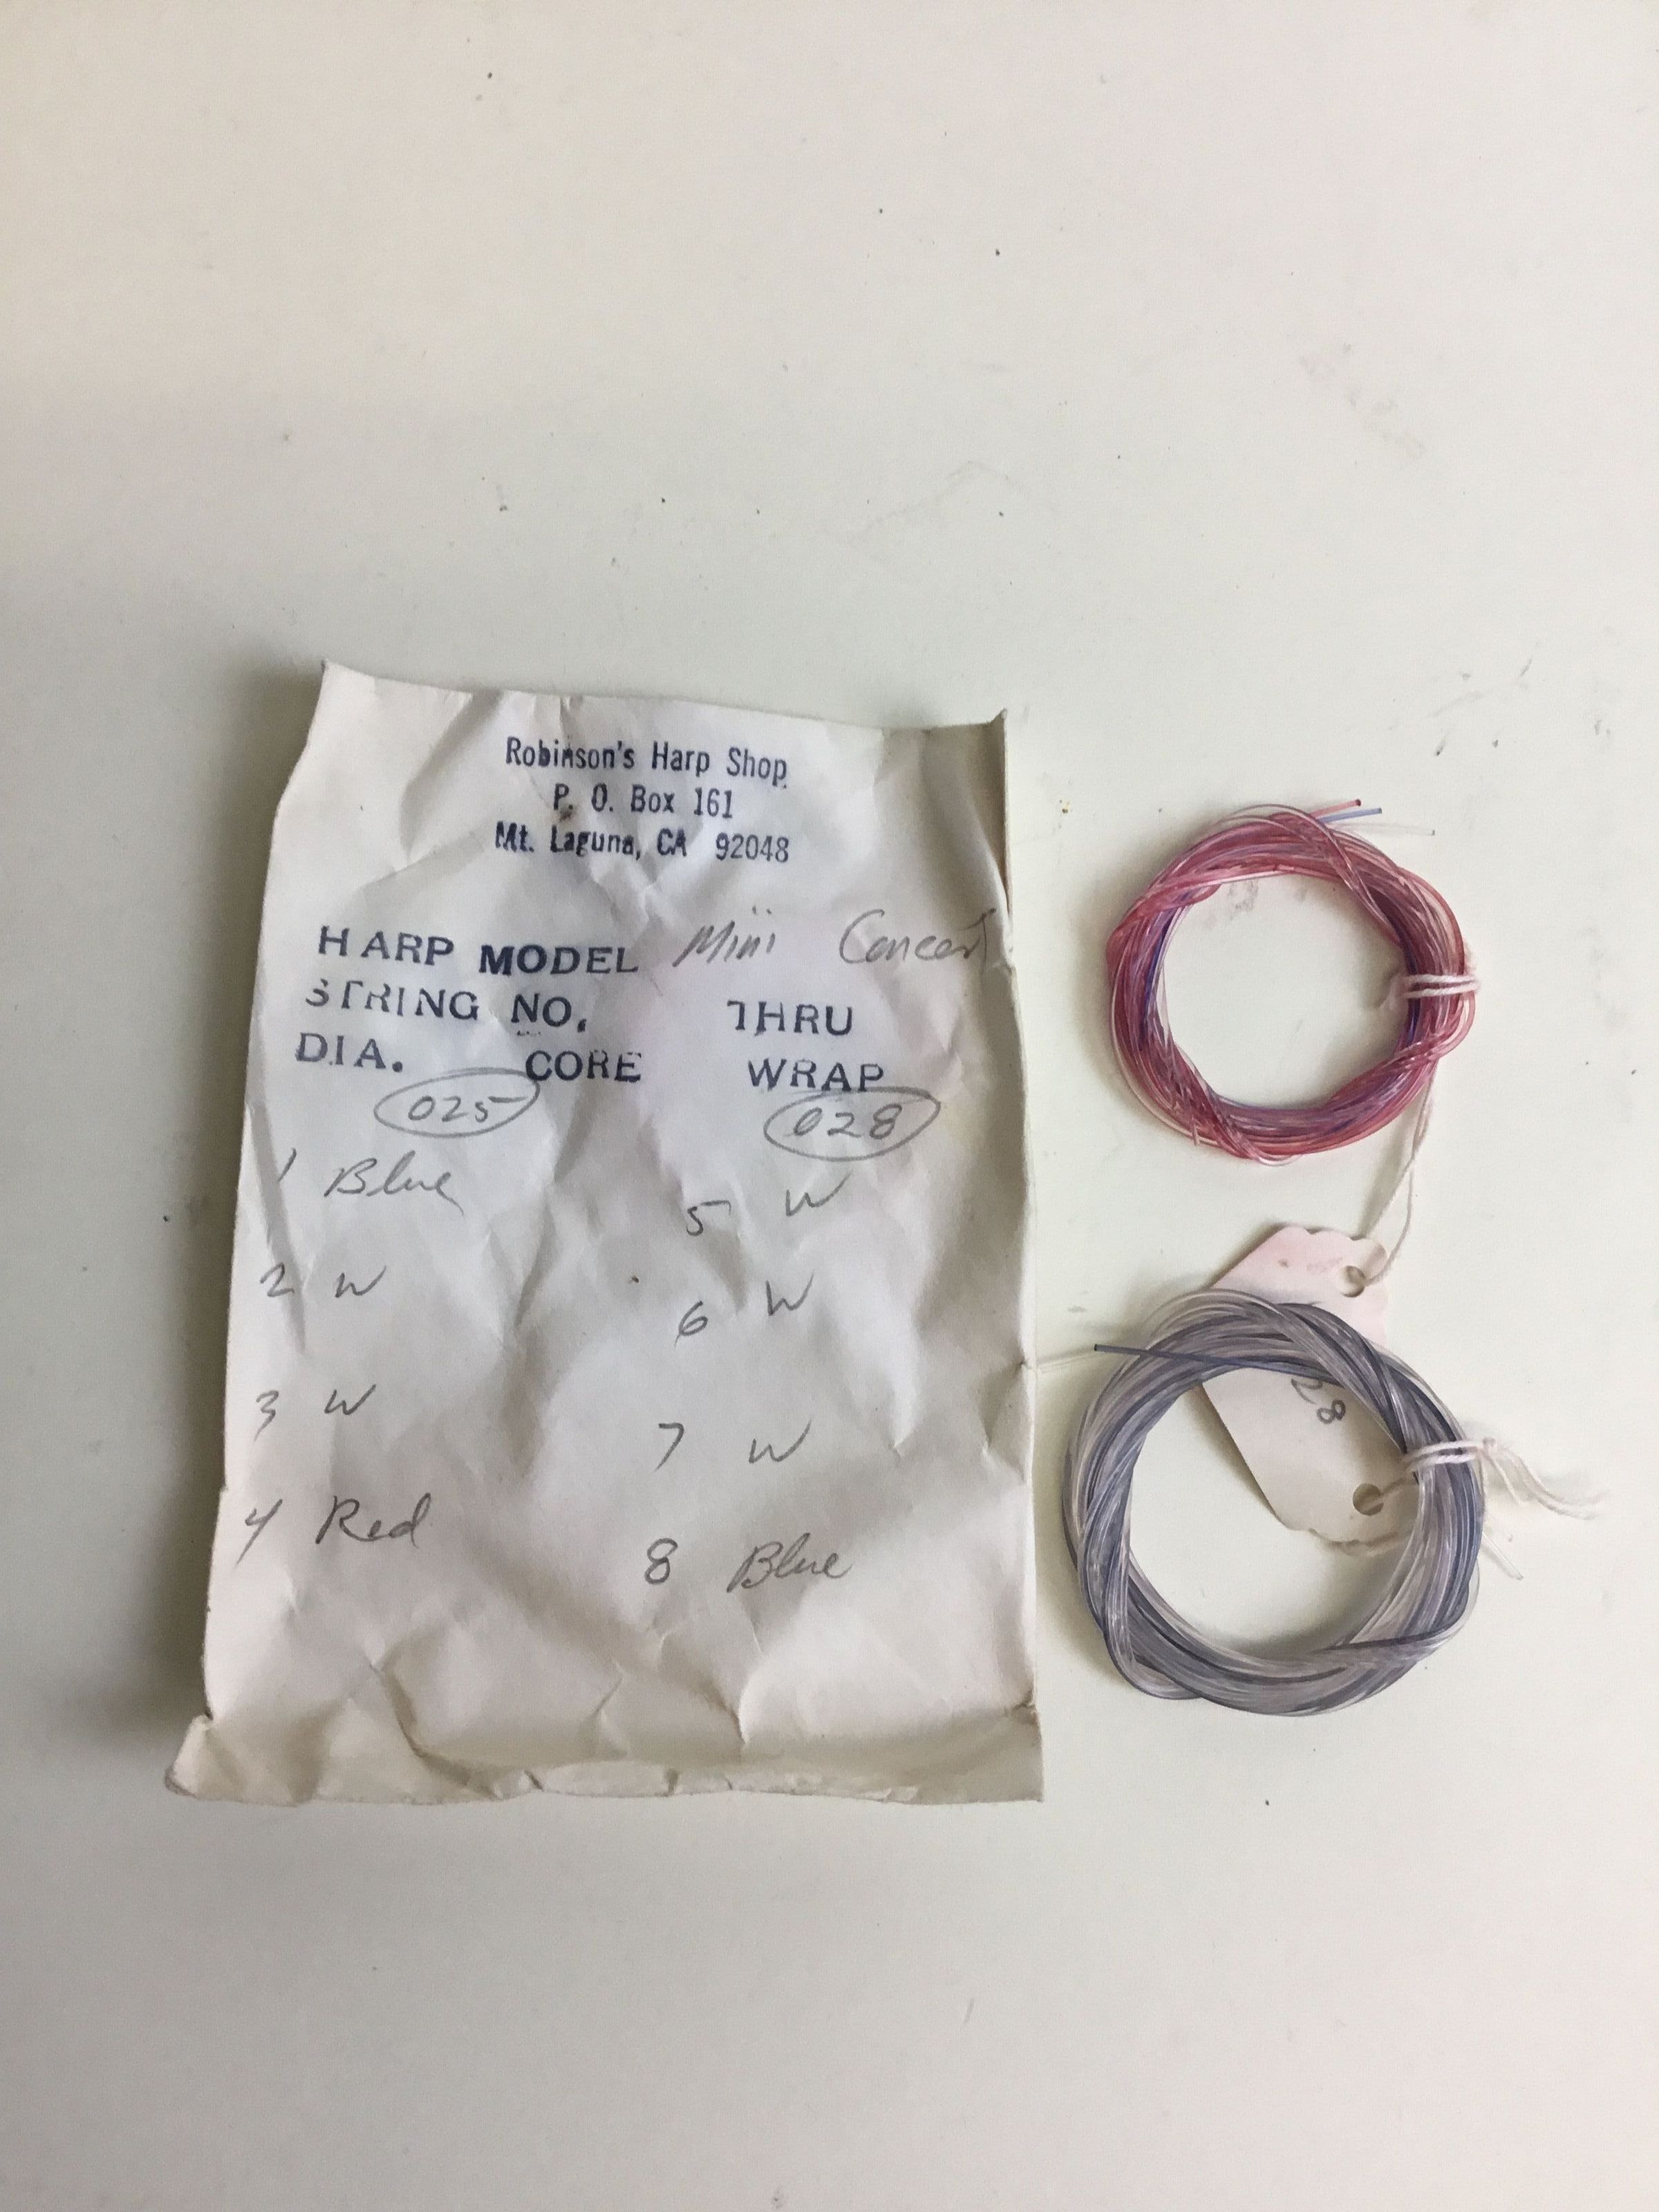 Robinson's Harp Shop
P. O. Box 161
Mt. Laguna, CA 92048
HARP MODEL Mini Concert
STRING NO. THRU
DIA. CORE WRAP
025 028
1 Blue 5 W
2 W 6 W
3 W 7 W
4 Red 8 Blue
28